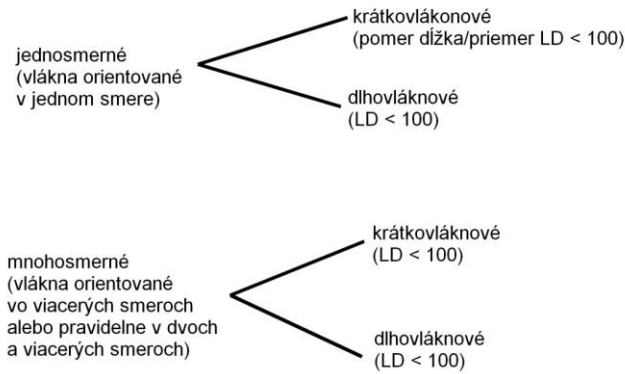 krátkovlákonové
(pomer dĺžka/priemer LD < 100)
jednosmerné
(vlákna orientované
v jednom smere)
dlhovláknové
(LD < 100)
krátkovláknové
(LD < 100)
mnohosmerné
(vlákna orientované
vo viacerých smeroch
alebo pravidelne v dvoch
a viacerých smeroch)
dlhovláknové
(LD < 100)